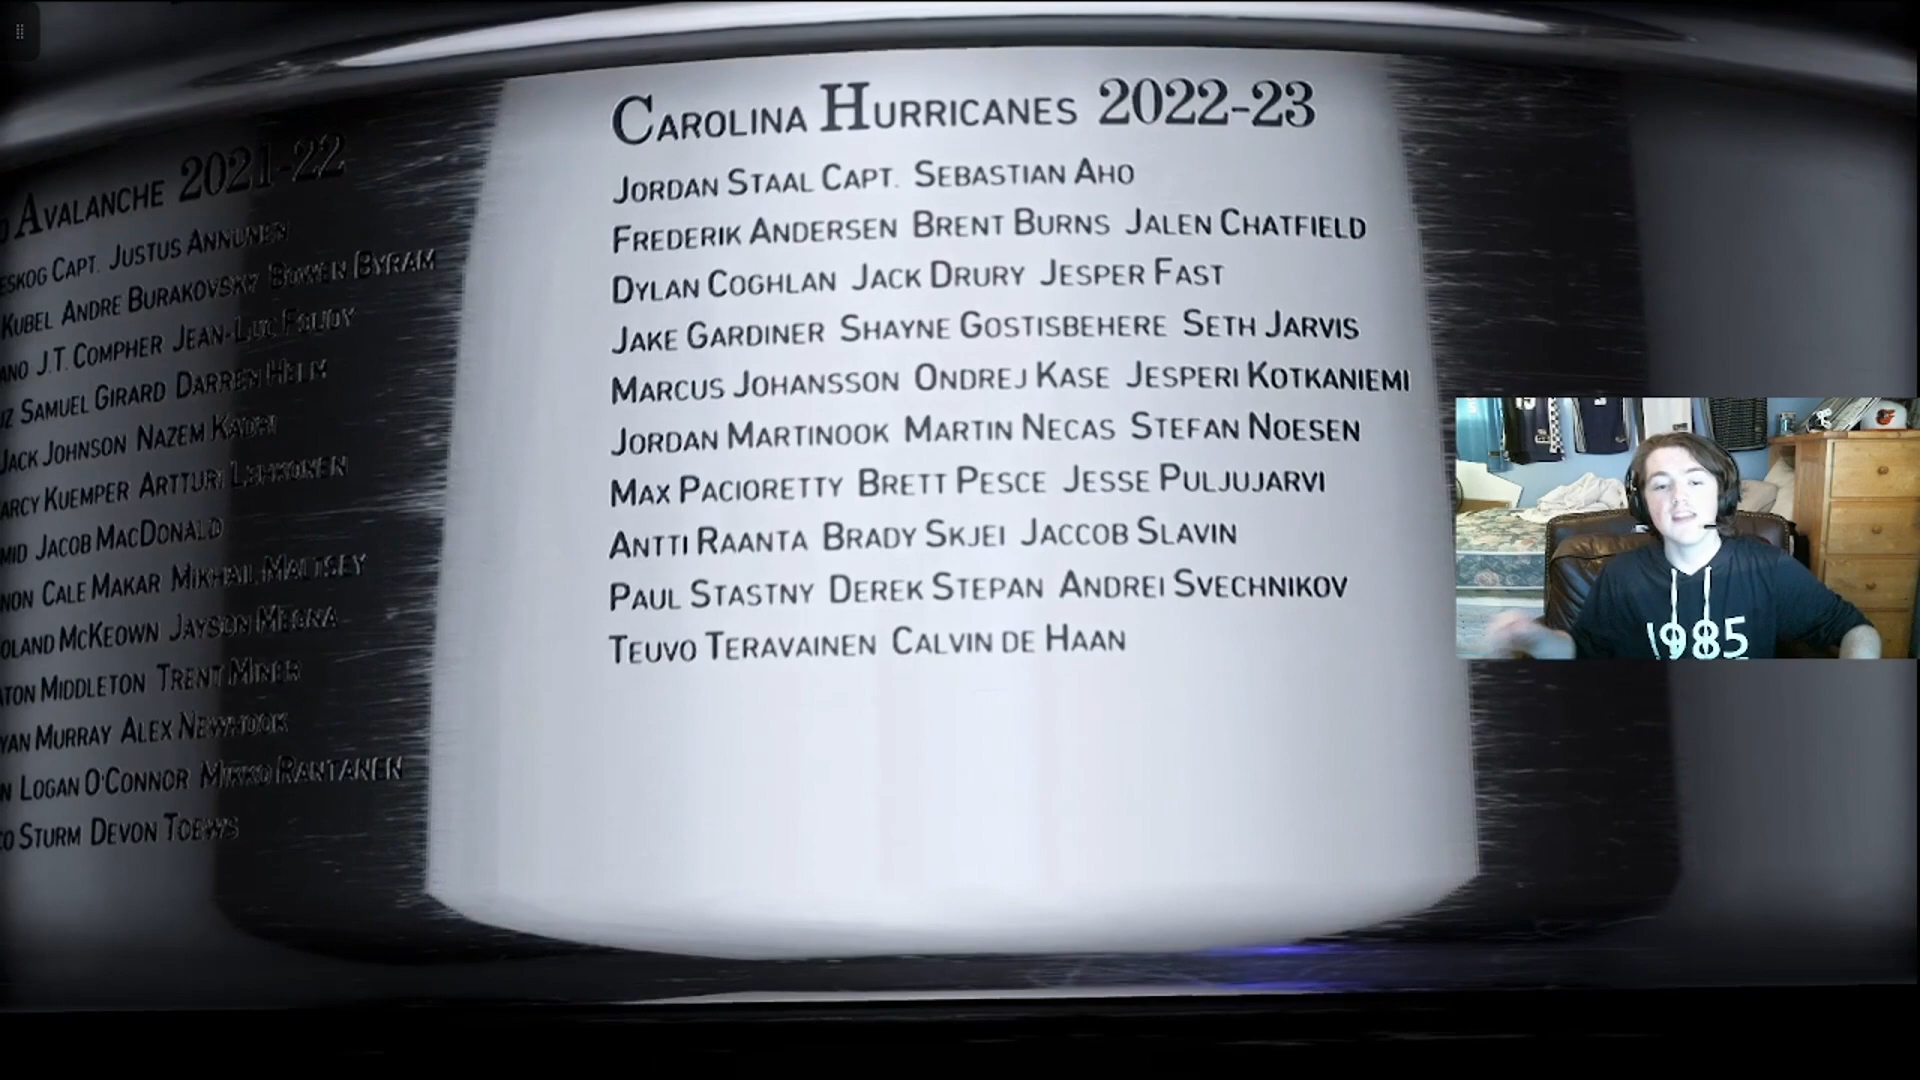 Avalanche 2021-22
Capt. Justus Annunen
Kubel Andre Burakovsky Bowen Byram
J.T. Compher Jean-Luc Foudy
Samuel Girard Darren Helm
Jack Johnson Nazem Kadri
Kuemper Artturi Lehkonen
Jacob MacDonald
Cale Makar Mikhail Maltsev
McKeown Jayson Megna
Middleton Trent Miner
Murray Alex Newhook
Logan O'Connor Mikko Rantanen
Sturm Devon Toews
Carolina Hurricanes 2022-23
Jordan Staal Capt. Sebastian Aho
Frederik Andersen Brent Burns Jalen Chatfield
Dylan Coghlan Jack Drury Jesper Fast
Jake Gardiner Shayne Gostisbehere Seth Jarvis
Marcus Johansson Ondrej Kase Jesperi Kotkaniemi
Jordan Martinook Martin Necas Stefan Noesen
Max Pacioretty Brett Pesce Jesse Puljujarvi
Antti Raanta Brady Skjei Jaccob Slavin
Paul Stastny Derek Stepan Andrei Svechnikov
Teuvo Teravainen Calvin de Haan
1985